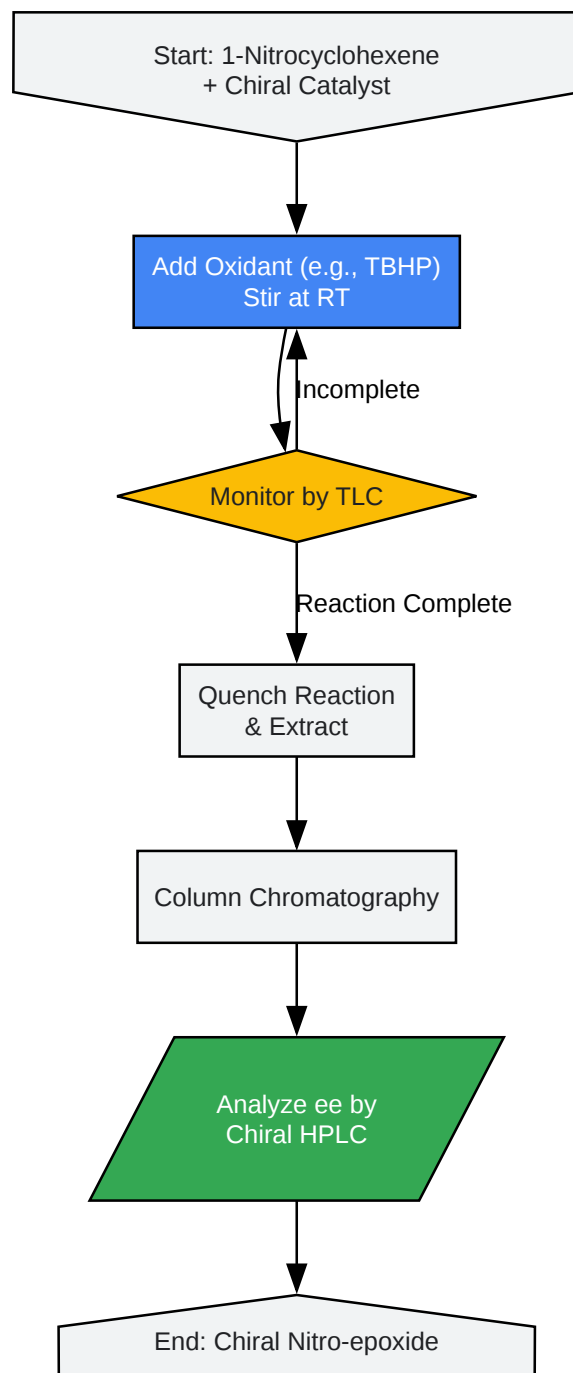 Start: 1-Nitrocyclohexene
+ Chiral Catalyst
Add Oxidant (e.g., TBHP)
Stir at RT
Incomplete
Monitor by TLC
Reaction Complete
Quench Reaction
& Extract
Column Chromatography
Analyze ee by
Chiral HPLC
End: Chiral Nitro-epoxide